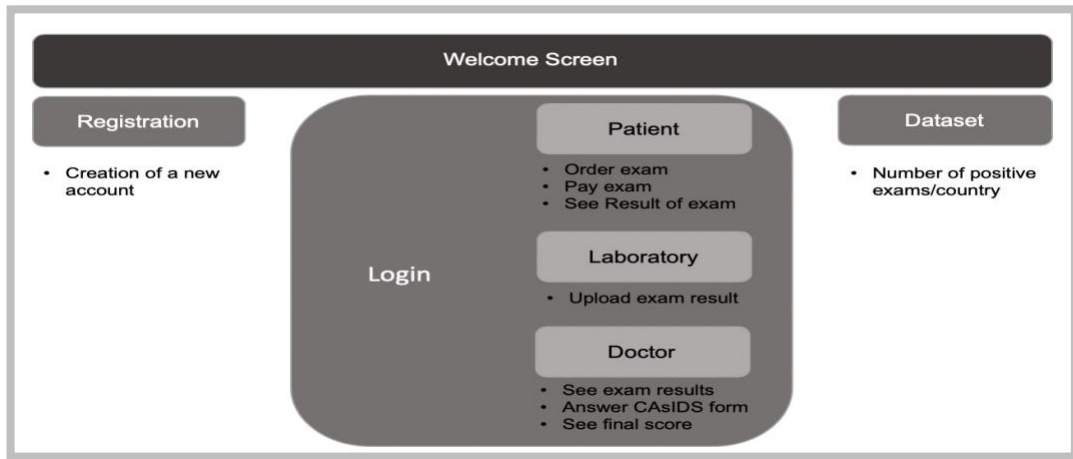 Welcome Screen
Registration
• Creation of a new
account
Login
Patient
• Order exam
• Pay exam
• See Result of exam
Laboratory
• Upload exam result
Doctor
• See exam results
• Answer CAsIDS form
• See final score
Dataset
• Number of positive
exams/country